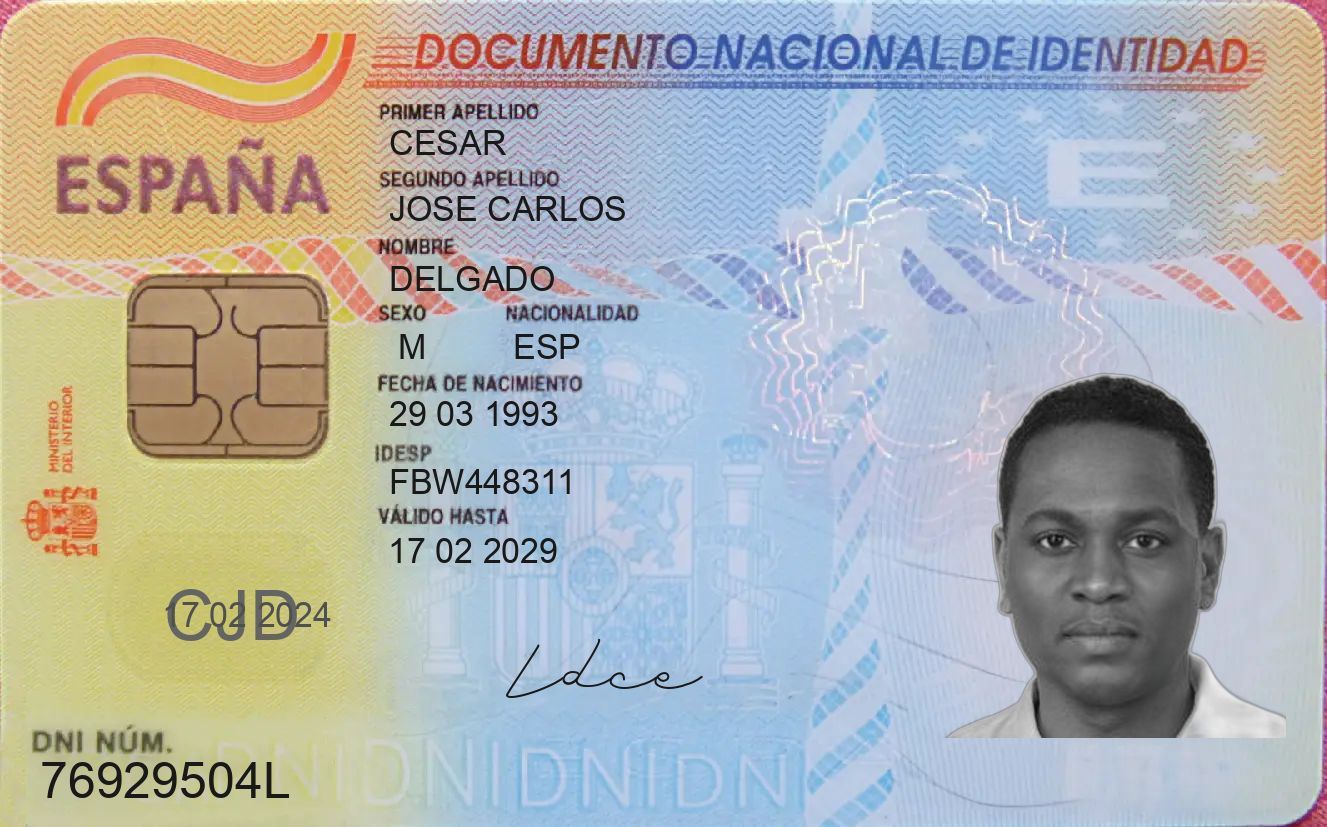 DOCUMENTO NACIONAL DE IDENTIDAD
ESPAÑA
PRIMER APELLIDO
CESAR
SEGUNDO APELLIDO
JOSE CARLOS
NOMBRE
DELGADO
SEXO NACIONALIDAD
M ESP
FECHA DE NACIMIENTO
29 03 1993
IDESP
FBW448311
VÁLIDO HASTA
17 02 2029
MINISTERIO
DEL INTERIOR
E
CJD
17 02 2024
Ldce
DNI NÚM.
76929504L
DNIDNIDNIDNI